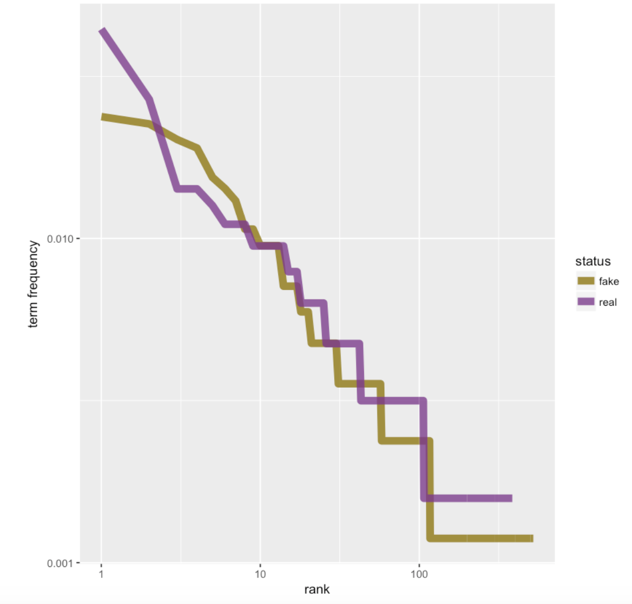 0.010
0.001
term frequency
1
10
100
rank
status
fake
real